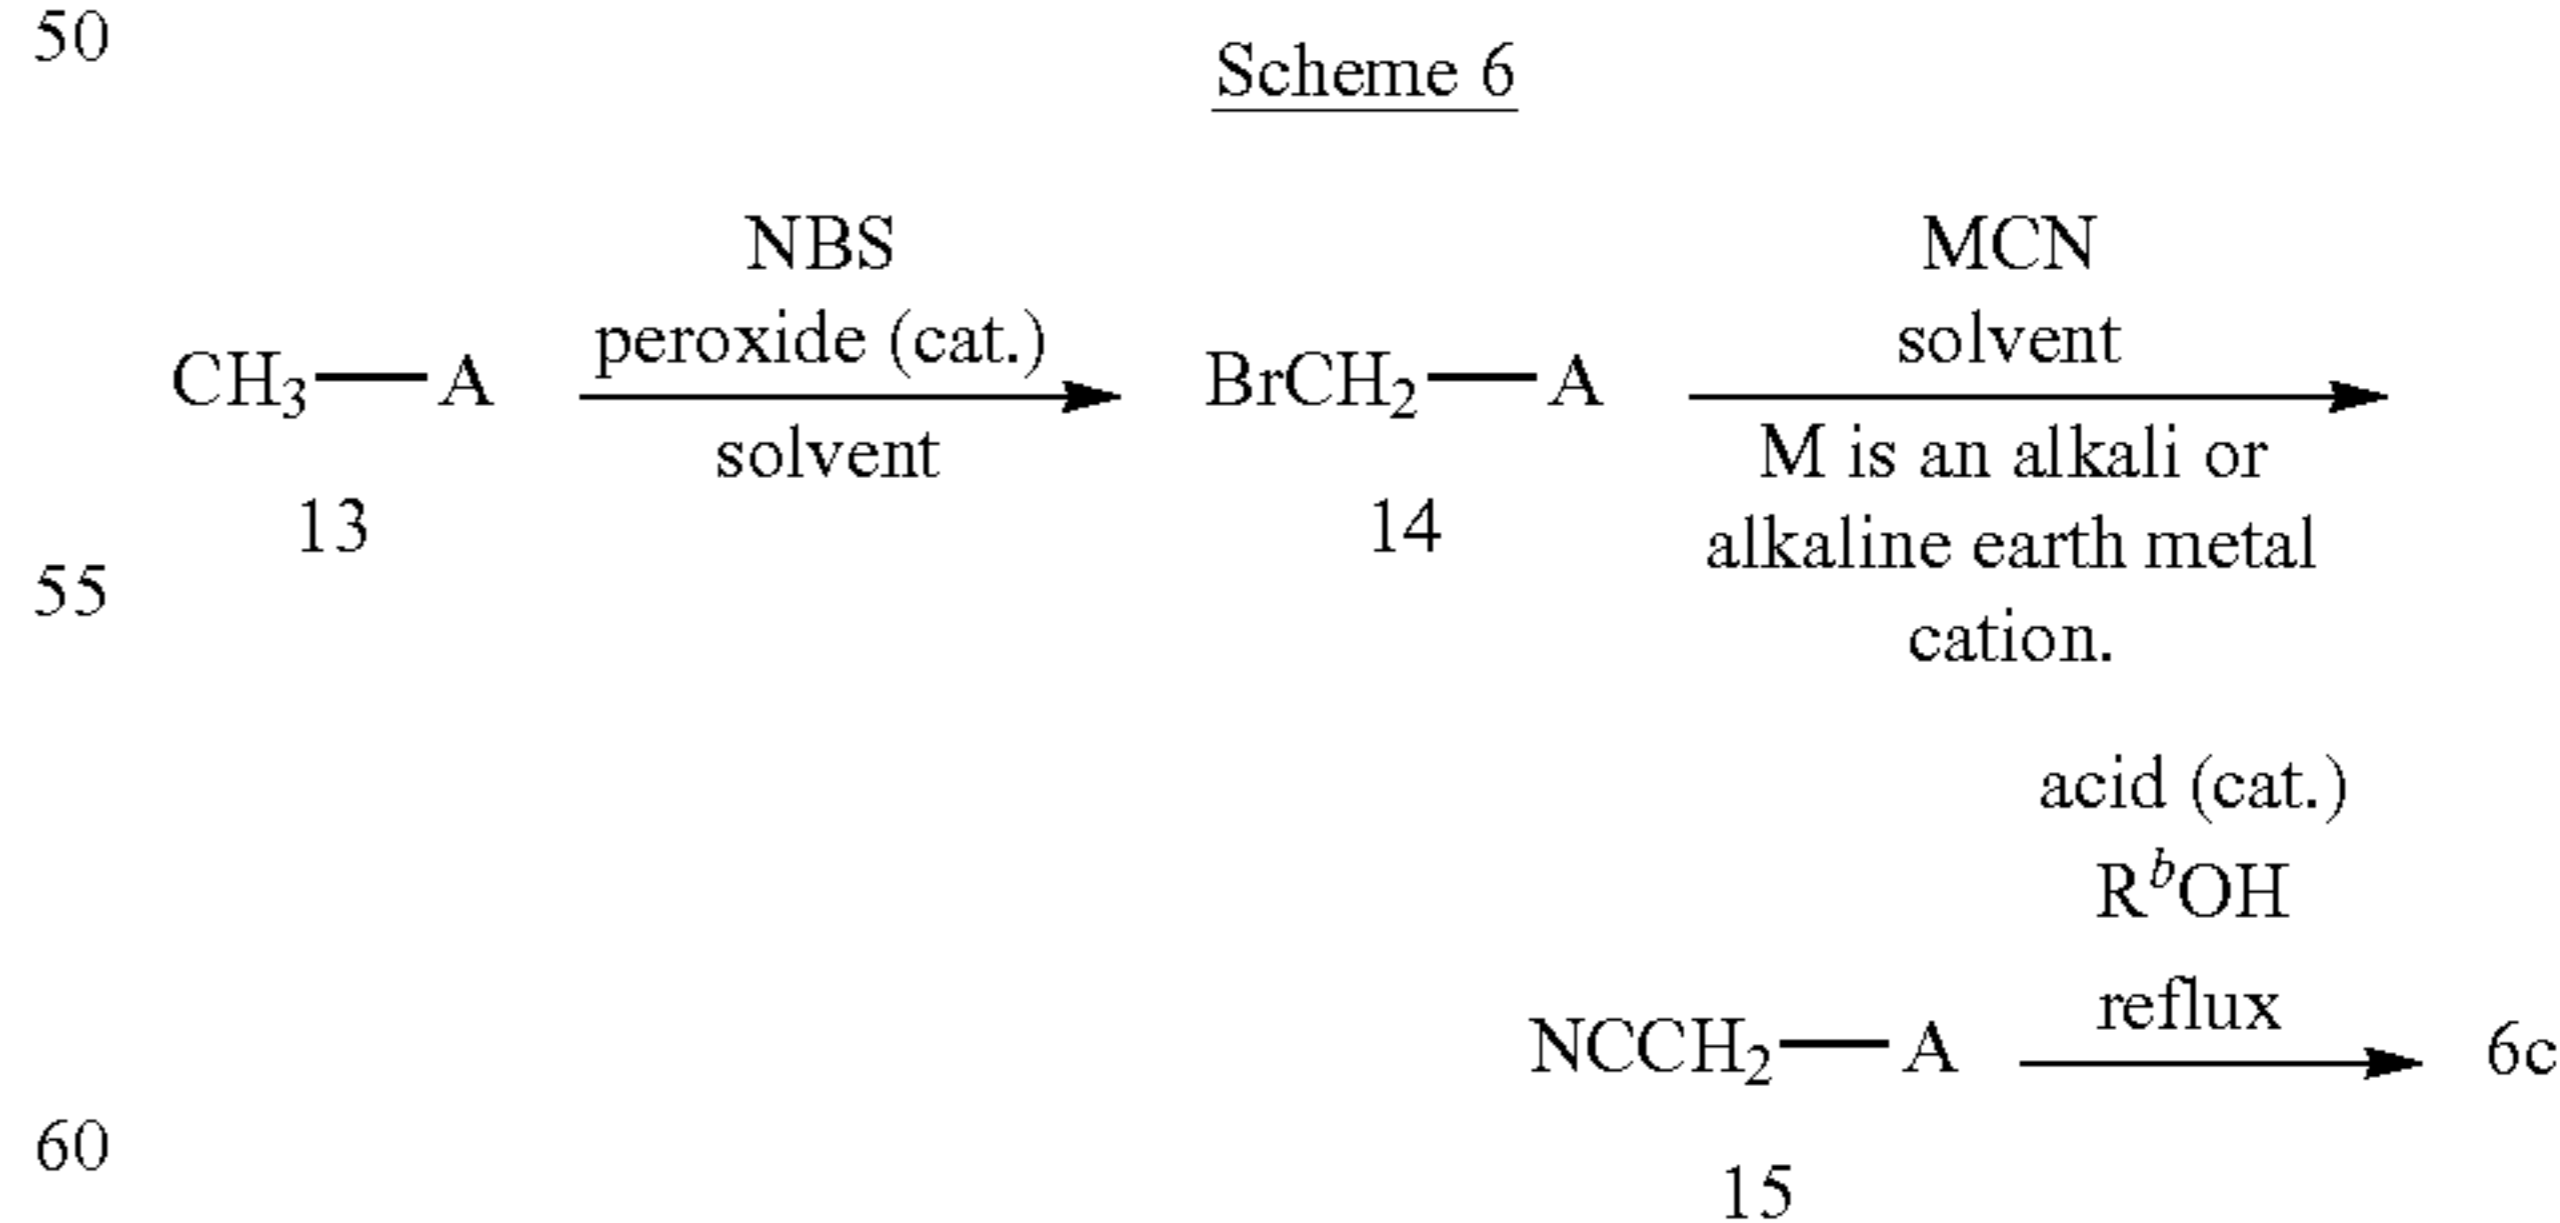 50
Scheme 6
NBS
peroxide (cat.)
solvent
CH₃—A
13
BrCH₂—A
14
MCN
solvent
M is an alkali or
alkaline earth metal
cation.
55
acid (cat.)
RᵇOH
reflux
NCCH₂—A
15
6c
60